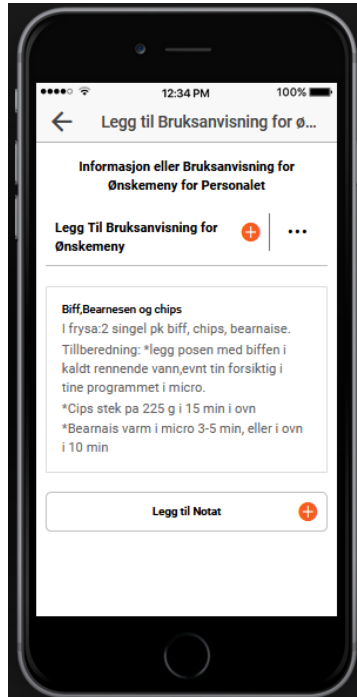 12:34 PM
100%
Legg til Bruksanvisning for ø...
Informasjon eller Bruksanvisning for
Ønskemeny for Personalet
Legg Til Bruksanvisning for
Ønskemeny
Biff,Bearnesen og chips
I frysa:2 singel pk biff, chips, bearnaise.
Tillberedning: *legg posen med biffen i
kaldt rennende vann,evnt tin forsiktig i
tine programmet i micro.
*Cips stek pa 225 g i 15 min i ovn
*Bearnais varm i micro 3-5 min, eller i ovn
i 10 min
Legg til Notat